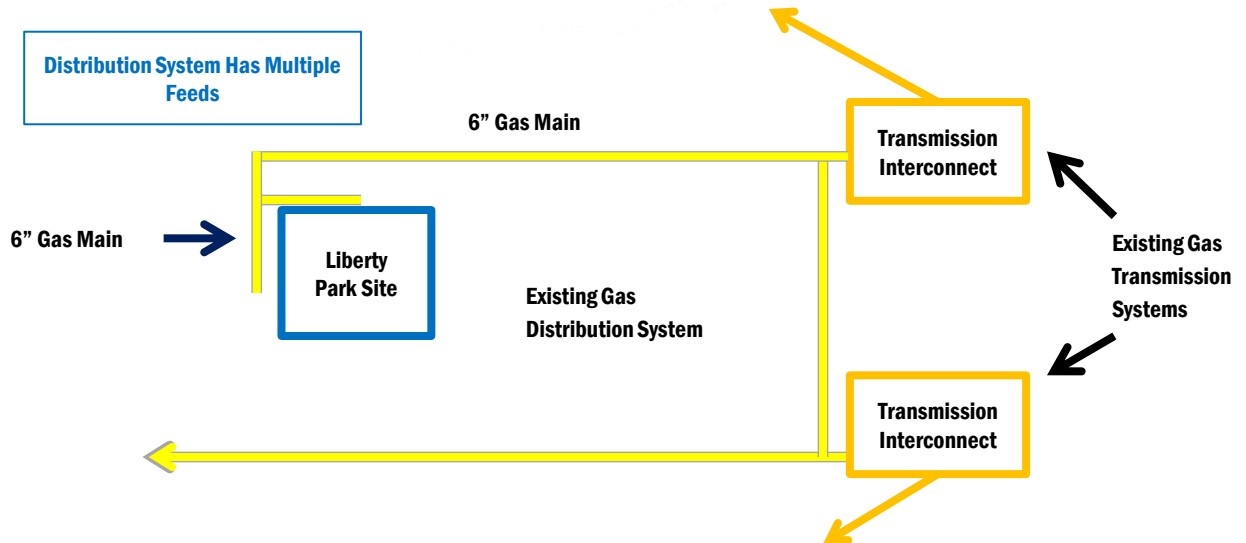 Distribution System Has Multiple
Feeds
6” Gas Main
Transmission
Interconnect
6” Gas Main
Liberty
Park Site
Existing Gas
Distribution System
Existing Gas
Transmission
Systems
Transmission
Interconnect